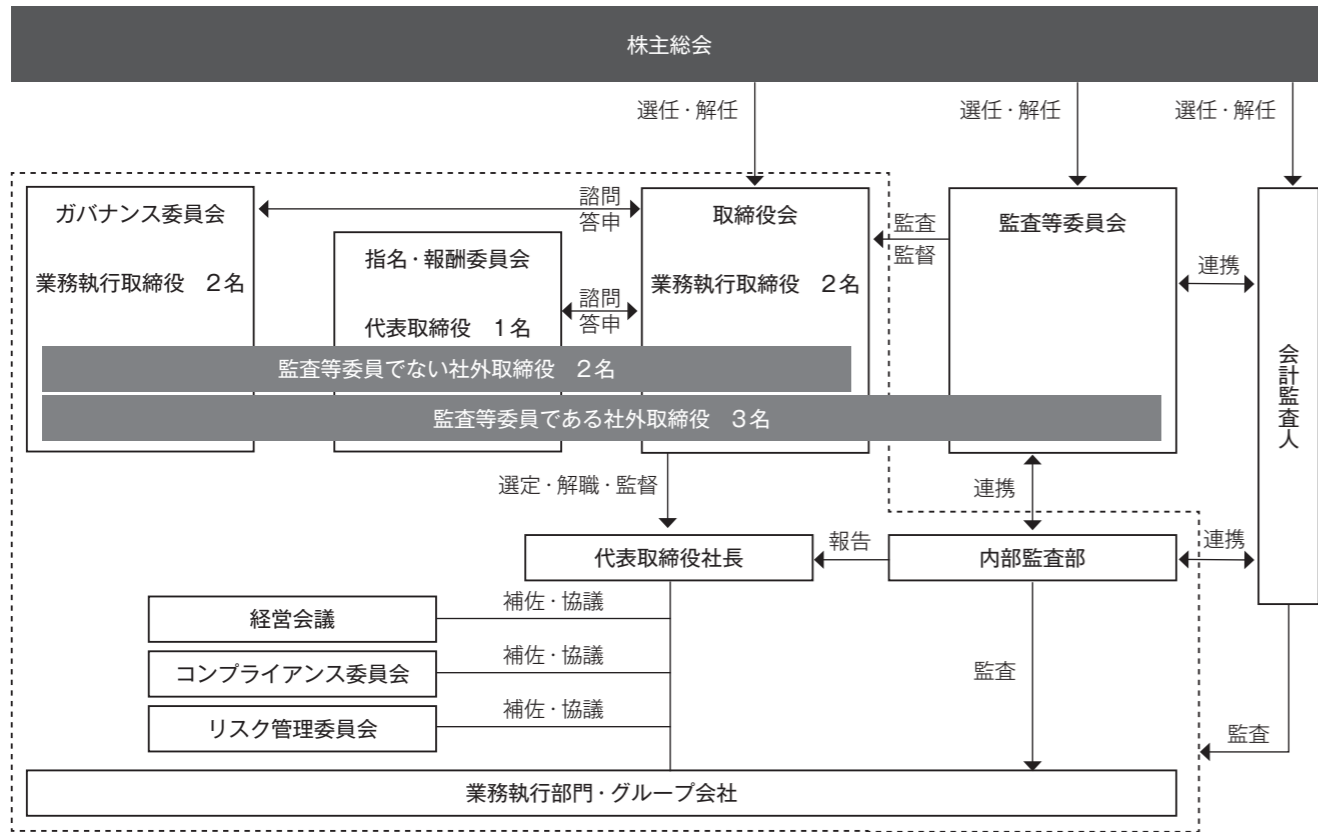 株主総会
選任・解任
選任・解任
選任・解任
ガバナンス委員会
業務執行取締役　2名
諮問
答申
指名・報酬委員会
代表取締役　1名
諮問
答申
取締役会
業務執行取締役　2名
監査
監督
監査等委員会
連携
会計監査人
監査等委員でない社外取締役　2名
監査等委員である社外取締役　3名
選定・解職・監督
連携
代表取締役社長
報告
内部監査部
連携
経営会議
補佐・協議
コンプライアンス委員会
補佐・協議
リスク管理委員会
補佐・協議
監査
監査
業務執行部門・グループ会社